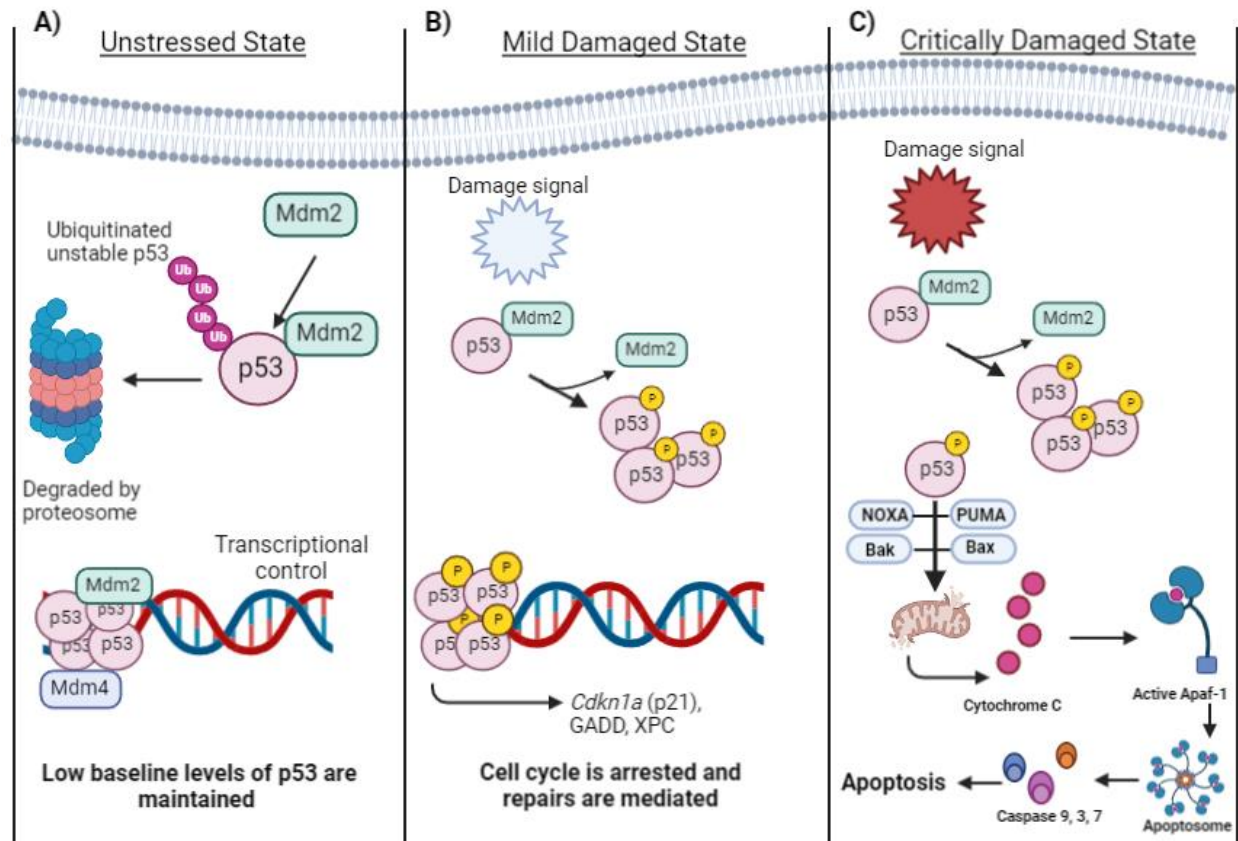 A)
Unstressed State
Mdm2
Ubiquitinated
unstable p53
Ub
Ub
Ub
Ub
Mdm2
p53
Degraded by
proteosome
Transcriptional
control
Mdm2
p53
p53
p53
p53
Mdm4
Low baseline levels of p53 are
maintained
B)
Mild Damaged State
Damage signal
Mdm2
p53
Mdm2
P
p53
P
P
p53
p53
P
P
p53
p53
P
P
p5
p53
Cdkn1a (p21),
GADD, XPC
Cell cycle is arrested and
repairs are mediated
C)
Critically Damaged State
Damage signal
Mdm2
p53
Mdm2
P
p53
P
P
p53
p53
P
p53
NOXA
PUMA
Bak
Bax
Cytochrome C
Active Apaf-1
Apoptosome
Caspase 9, 3, 7
Apoptosis